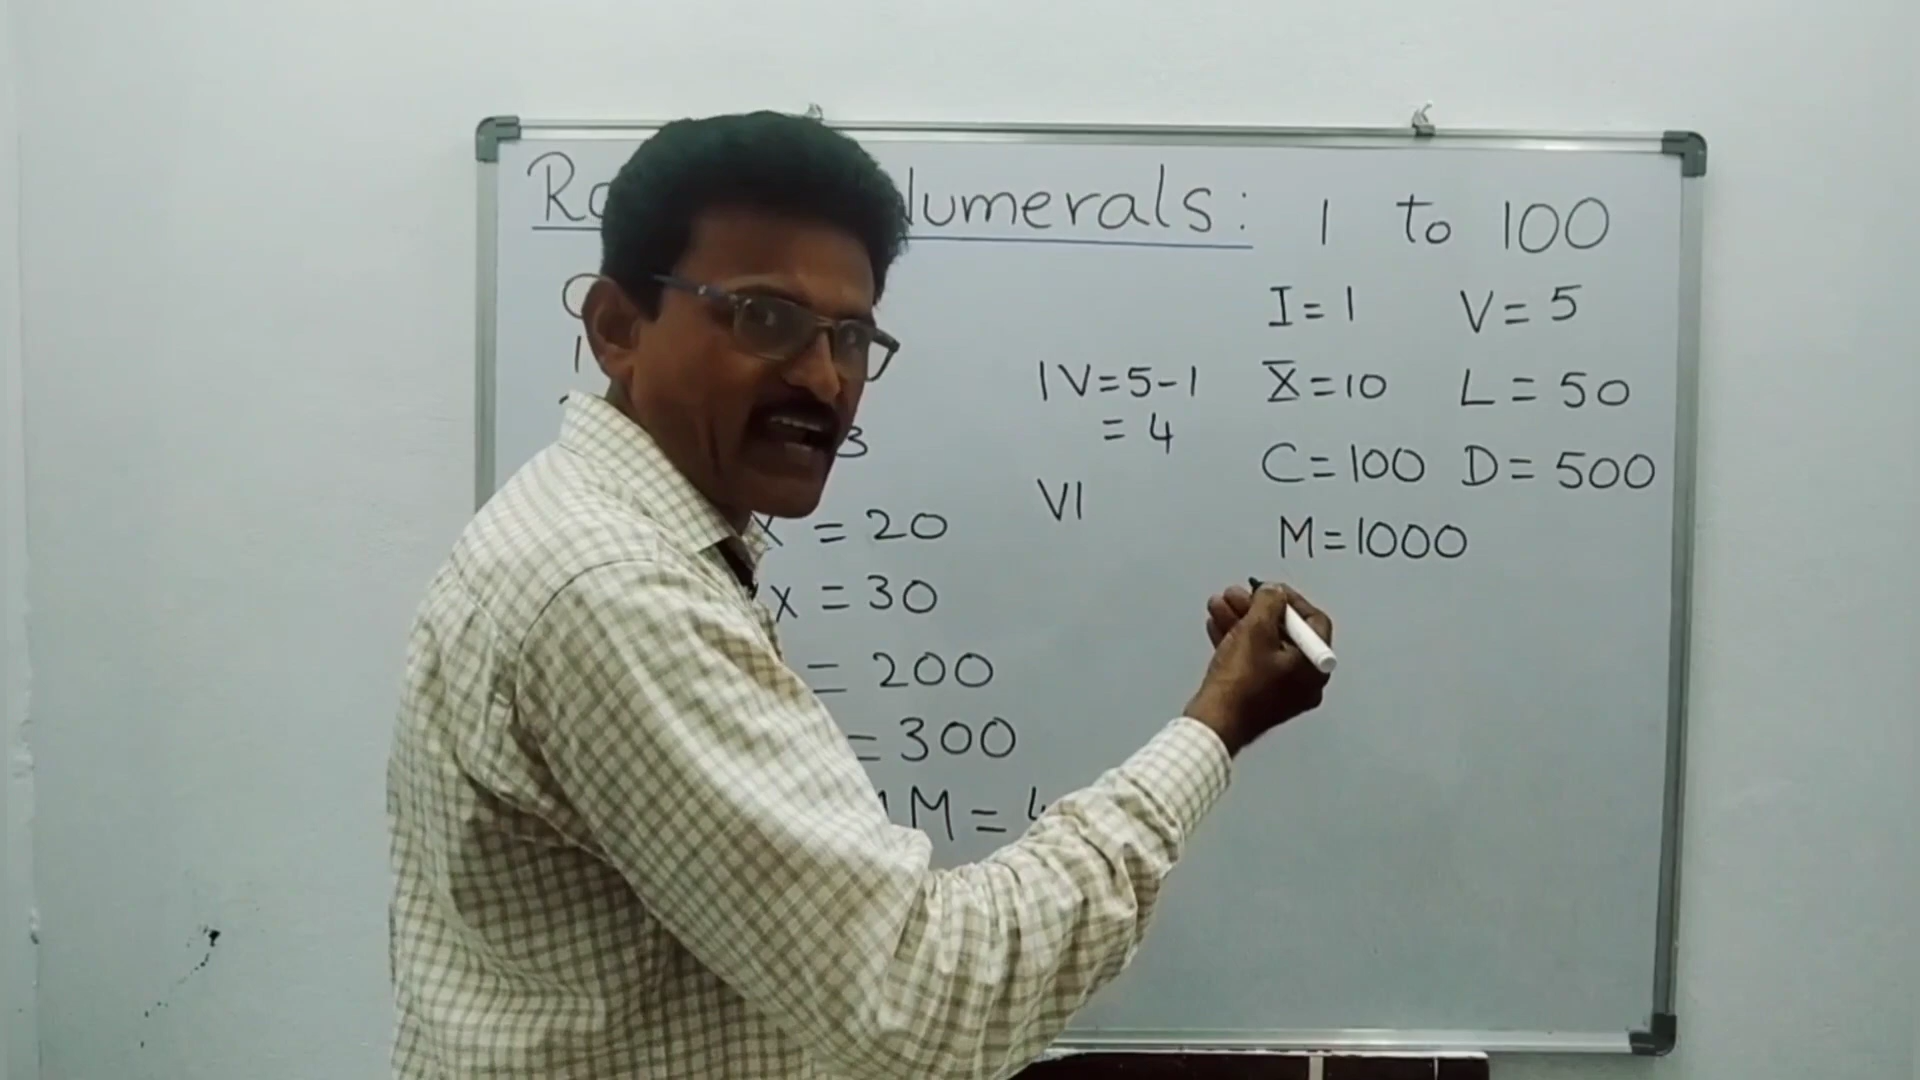 Numerals: 1 to 100
I = 1 V = 5
IV = 5 - 1 X = 10 L = 50
= 4
3 C = 100 D = 500
VI
X = 20 M = 1000
X = 30
= 200
= 300
M = 4